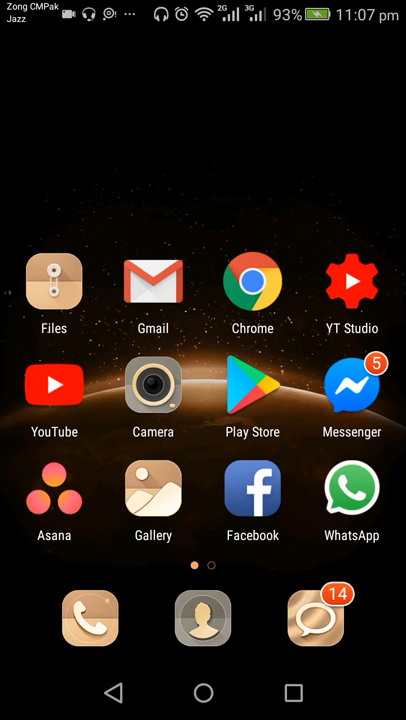 Zong CMPak
Jazz
2G 3G 93% 11:07 pm
Files Gmail Chrome YT Studio
5
YouTube Camera Play Store Messenger
Asana Gallery Facebook WhatsApp
14